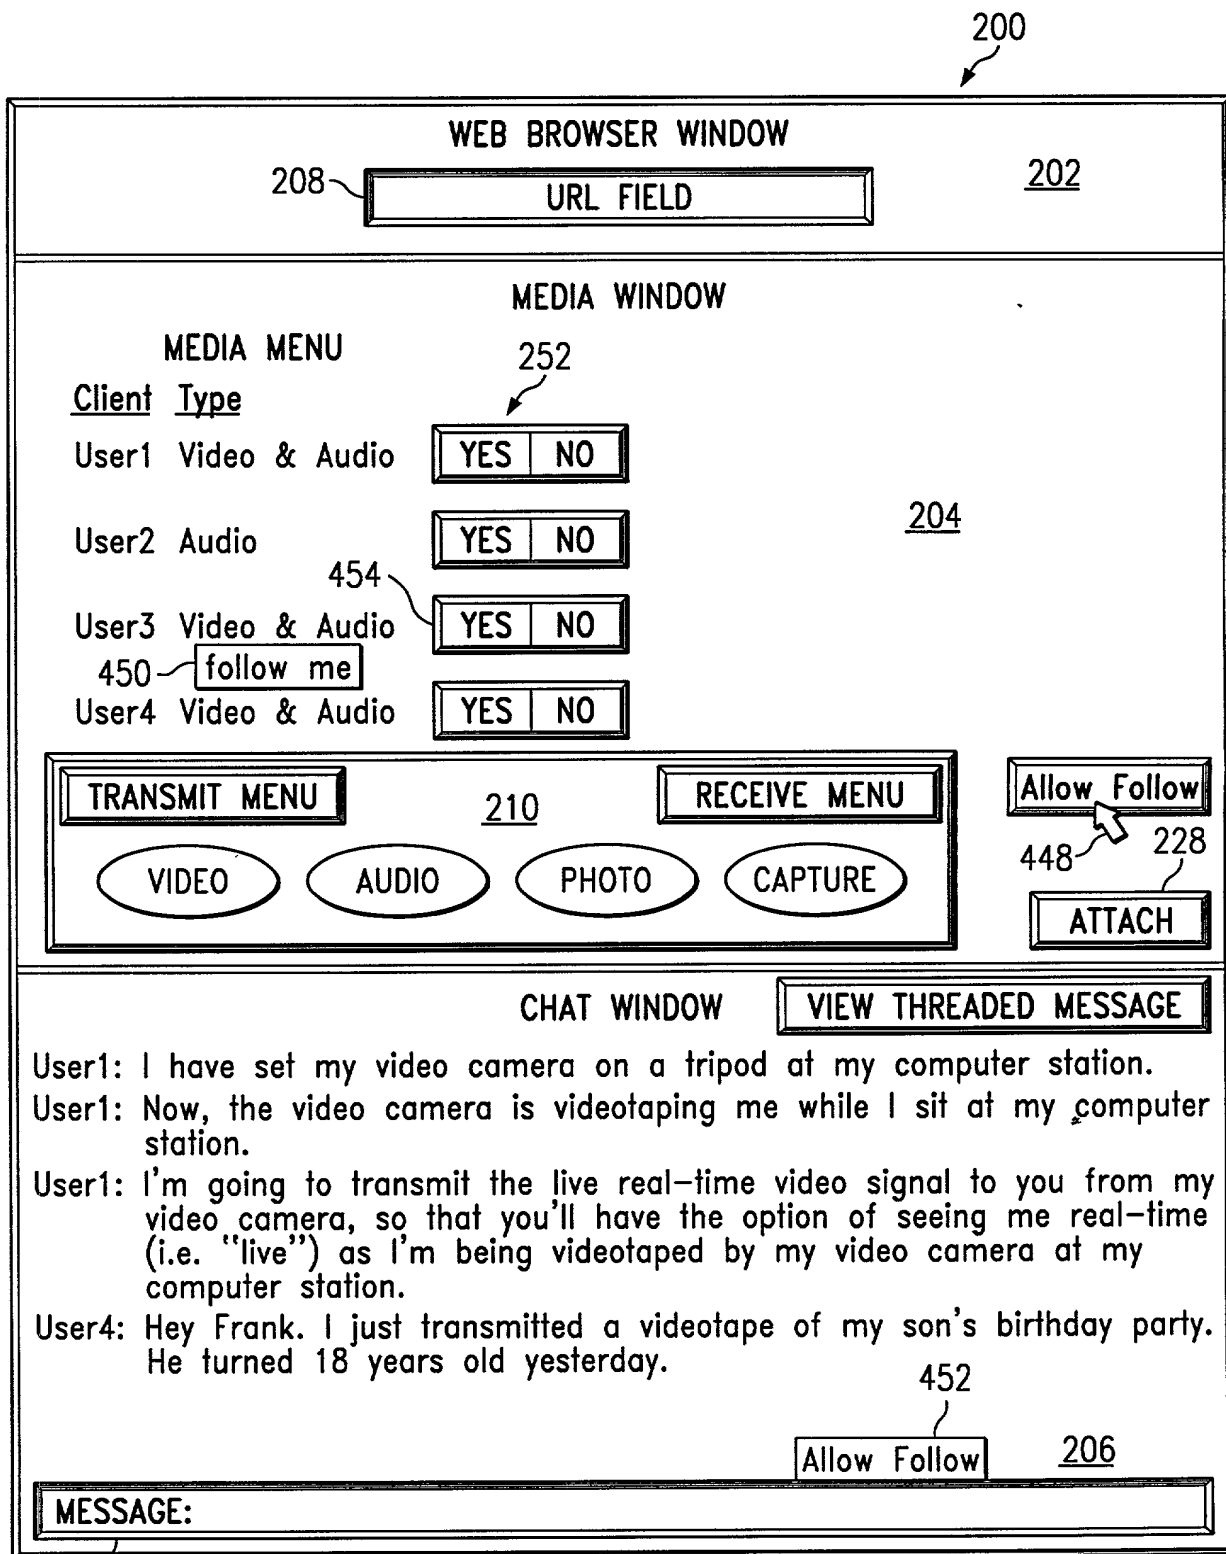 200
WEB BROWSER WINDOW
208
URL FIELD
202
MEDIA WINDOW
MEDIA MENU
252
Client Type
User1 Video & Audio YES NO
204
User2 Audio YES NO
454
User3 Video & Audio YES NO
450 follow me
User4 Video & Audio YES NO
TRANSMIT MENU 210 RECEIVE MENU
Allow Follow
448 228
VIDEO AUDIO PHOTO CAPTURE
ATTACH
CHAT WINDOW VIEW THREADED MESSAGE
User1: I have set my video camera on a tripod at my computer station.
User1: Now, the video camera is videotaping me while I sit at my computer
station.
User1: I'm going to transmit the live real-time video signal to you from my
video camera, so that you'll have the option of seeing me real-time
(i.e. "live") as I'm being videotaped by my video camera at my
computer station.
User4: Hey Frank. I just transmitted a videotape of my son's birthday party.
He turned 18 years old yesterday.
452
Allow Follow 206
MESSAGE: